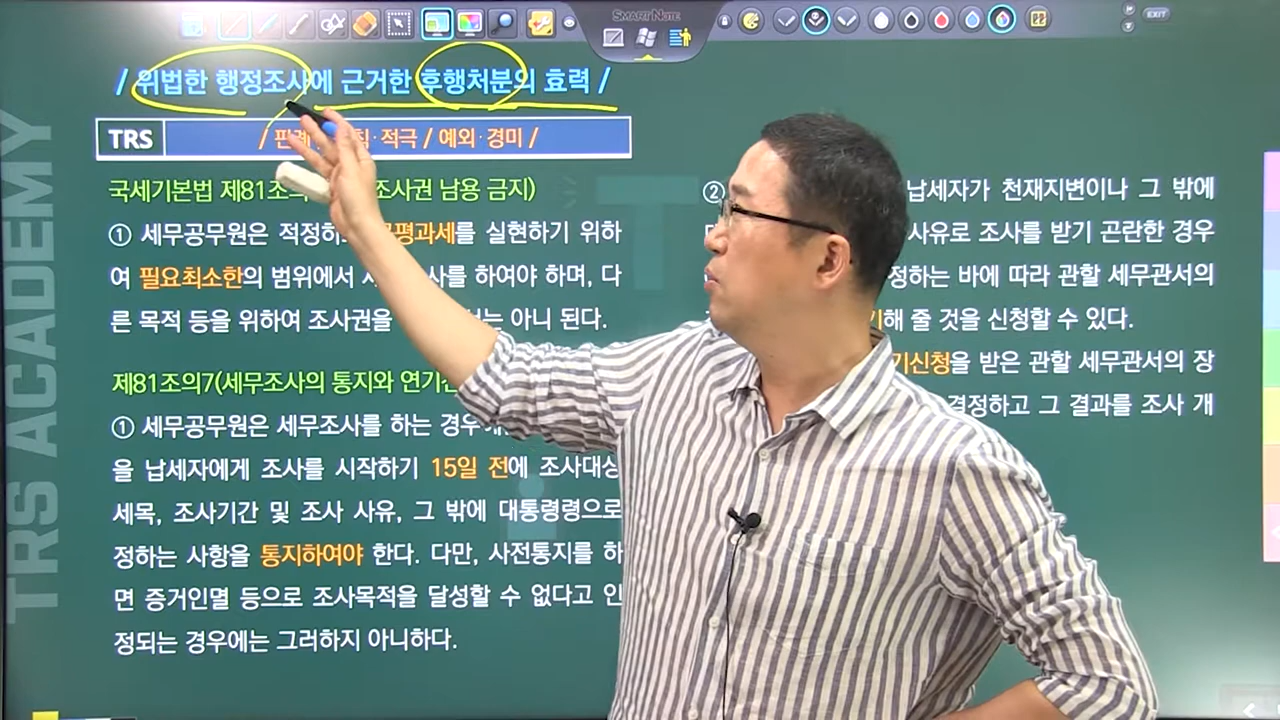 SMART NOTE
EXIT
/ 위법한 행정조사에 근거한 후행처분의 효력 /
TRS / 판례 칙·적극 / 예외·경미 /
국세기본법 제81조의 조사권 남용 금지)
① 세무공무원은 적정하 공평과세를 실현하기 위하
여 필요최소한의 범위에서 사를 하여야 하며, 다
른 목적 등을 위하여 조사권을 는 아니 된다.
제81조의7(세무조사의 통지와 연기신
① 세무공무원은 세무조사를 하는 경우에
을 납세자에게 조사를 시작하기 15일 전에 조사대상
세목, 조사기간 및 조사 사유, 그 밖에 대통령령으로
정하는 사항을 통지하여야 한다. 다만, 사전통지를 하
면 증거인멸 등으로 조사목적을 달성할 수 없다고 인
정되는 경우에는 그러하지 아니하다.
② 납세자가 천재지변이나 그 밖에
사유로 조사를 받기 곤란한 경우
정하는 바에 따라 관할 세무관서의
기해 줄 것을 신청할 수 있다.
기신청을 받은 관할 세무관서의 장
결정하고 그 결과를 조사 개
TRS ACADEMY